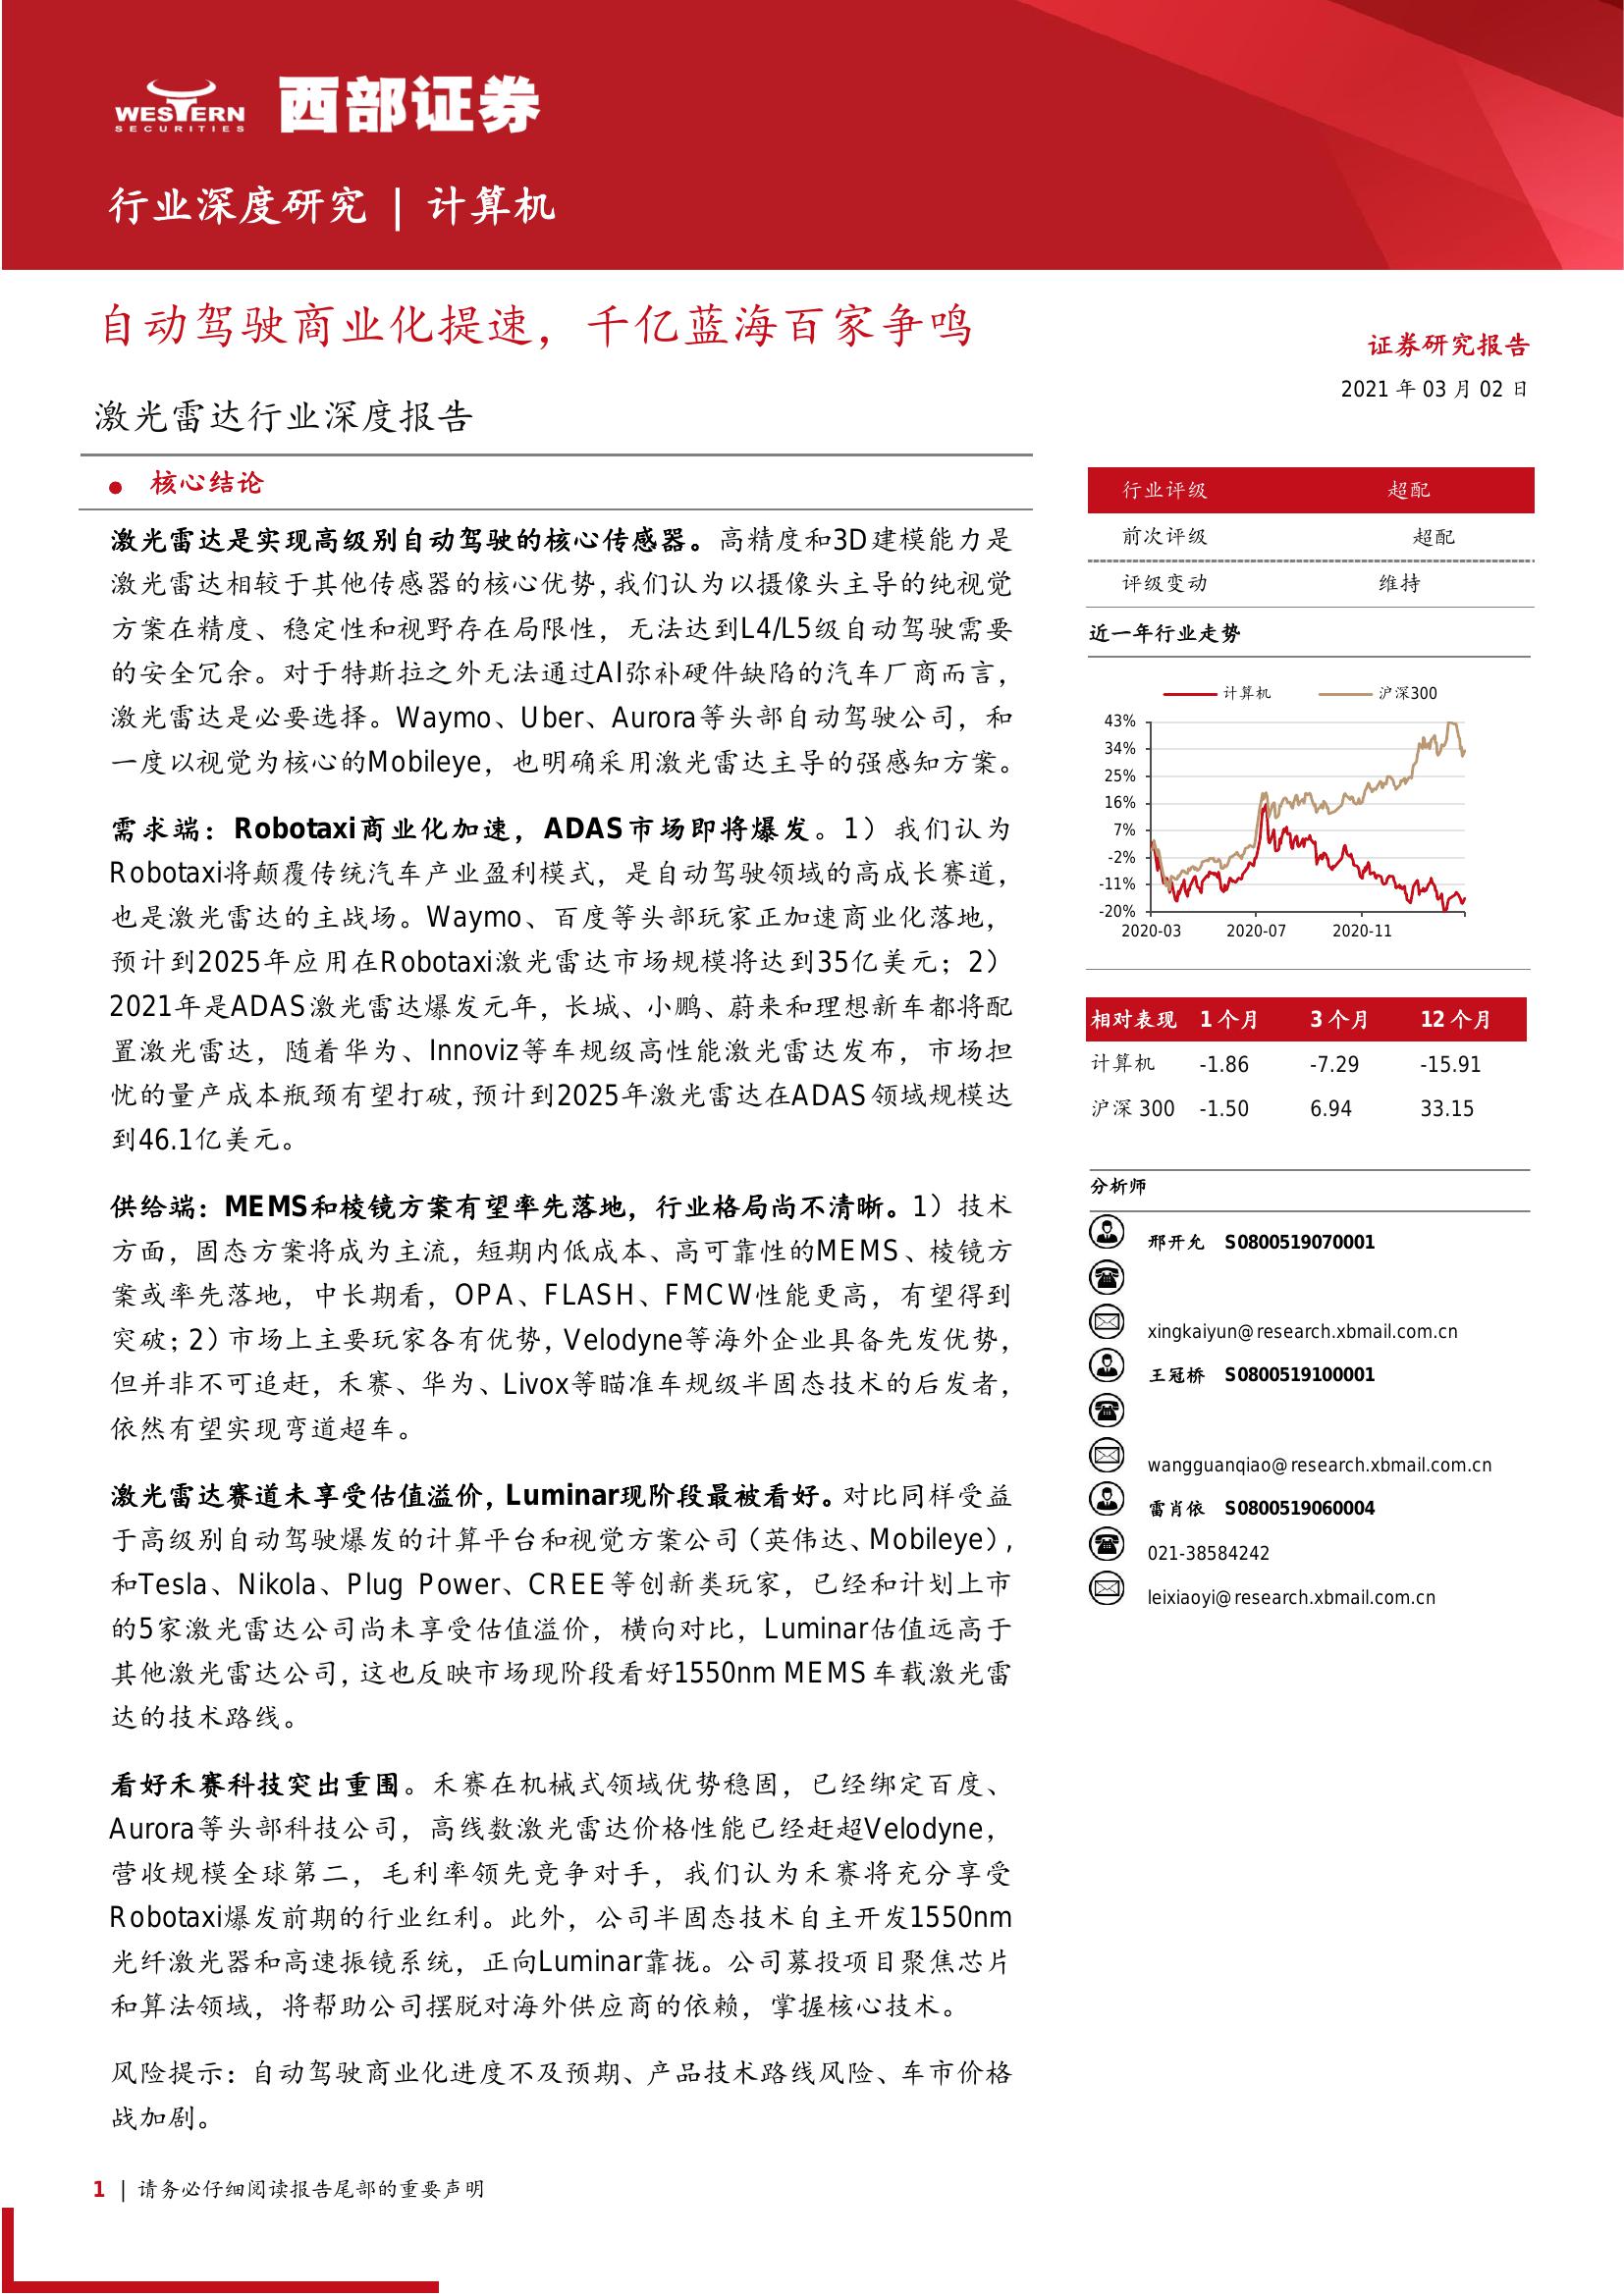 WESTERN
SECURITIES
西部证券
行业深度研究 | 计算机
自动驾驶商业化提速，千亿蓝海百家争鸣
激光雷达行业深度报告
● 核心结论
激光雷达是实现高级别自动驾驶的核心传感器。高精度和3D建模能力是
激光雷达相较于其他传感器的核心优势，我们认为以摄像头主导的纯视觉
方案在精度、稳定性和视野存在局限性，无法达到L4/L5级自动驾驶需要
的安全冗余。对于特斯拉之外无法通过AI弥补硬件缺陷的汽车厂商而言，
激光雷达是必要选择。Waymo、Uber、Aurora等头部自动驾驶公司，和
一度以视觉为核心的Mobileye，也明确采用激光雷达主导的强感知方案。
需求端：Robotaxi商业化加速，ADAS市场即将爆发。1）我们认为
Robotaxi将颠覆传统汽车产业盈利模式，是自动驾驶领域的高成长赛道，
也是激光雷达的主战场。Waymo、百度等头部玩家正加速商业化落地，
预计到2025年应用在Robotaxi激光雷达市场规模将达到35亿美元；2）
2021年是ADAS激光雷达爆发元年，长城、小鹏、蔚来和理想新车都将配
置激光雷达，随着华为、Innoviz等车规级高性能激光雷达发布，市场担
忧的量产成本瓶颈有望打破，预计到2025年激光雷达在ADAS领域规模达
到46.1亿美元。
供给端：MEMS和棱镜方案有望率先落地，行业格局尚不清晰。1）技术
方面，固态方案将成为主流，短期内低成本、高可靠性的MEMS、棱镜方
案或率先落地，中长期看，OPA、FLASH、FMCW性能更高，有望得到
突破；2）市场上主要玩家各有优势，Velodyne等海外企业具备先发优势，
但并非不可追赶，禾赛、华为、Livox等瞄准车规级半固态技术的后发者，
依然有望实现弯道超车。
激光雷达赛道未享受估值溢价，Luminar现阶段最被看好。对比同样受益
于高级别自动驾驶爆发的计算平台和视觉方案公司（英伟达、Mobileye），
和Tesla、Nikola、Plug Power、CREE等创新类玩家，已经和计划上市
的5家激光雷达公司尚未享受估值溢价，横向对比，Luminar估值远高于
其他激光雷达公司，这也反映市场现阶段看好1550nm MEMS车载激光雷
达的技术路线。
看好禾赛科技突出重围。禾赛在机械式领域优势稳固，已经绑定百度、
Aurora等头部科技公司，高线数激光雷达价格性能已经赶超Velodyne，
营收规模全球第二，毛利率领先竞争对手，我们认为禾赛将充分享受
Robotaxi爆发前期的行业红利。此外，公司半固态技术自主开发1550nm
光纤激光器和高速振镜系统，正向Luminar靠拢。公司募投项目聚焦芯片
和算法领域，将帮助公司摆脱对海外供应商的依赖，掌握核心技术。
风险提示：自动驾驶商业化进度不及预期、产品技术路线风险、车市价格
战加剧。
证券研究报告
2021 年 03 月 02 日
行业评级 超配
前次评级 超配
评级变动 维持
近一年行业走势
计算机 沪深300
43%
34%
25%
16%
7%
-2%
-11%
-20%
2020-03 2020-07 2020-11
相对表现 1 个月 3 个月 12 个月
计算机 -1.86 -7.29 -15.91
沪深 300 -1.50 6.94 33.15
分析师
邢开允 S0800519070001
xingkaiyun@research.xbmail.com.cn
王冠桥 S0800519100001
wangguanqiao@research.xbmail.com.cn
雷肖依 S0800519060004
021-38584242
leixiaoyi@research.xbmail.com.cn
1 | 请务必仔细阅读报告尾部的重要声明